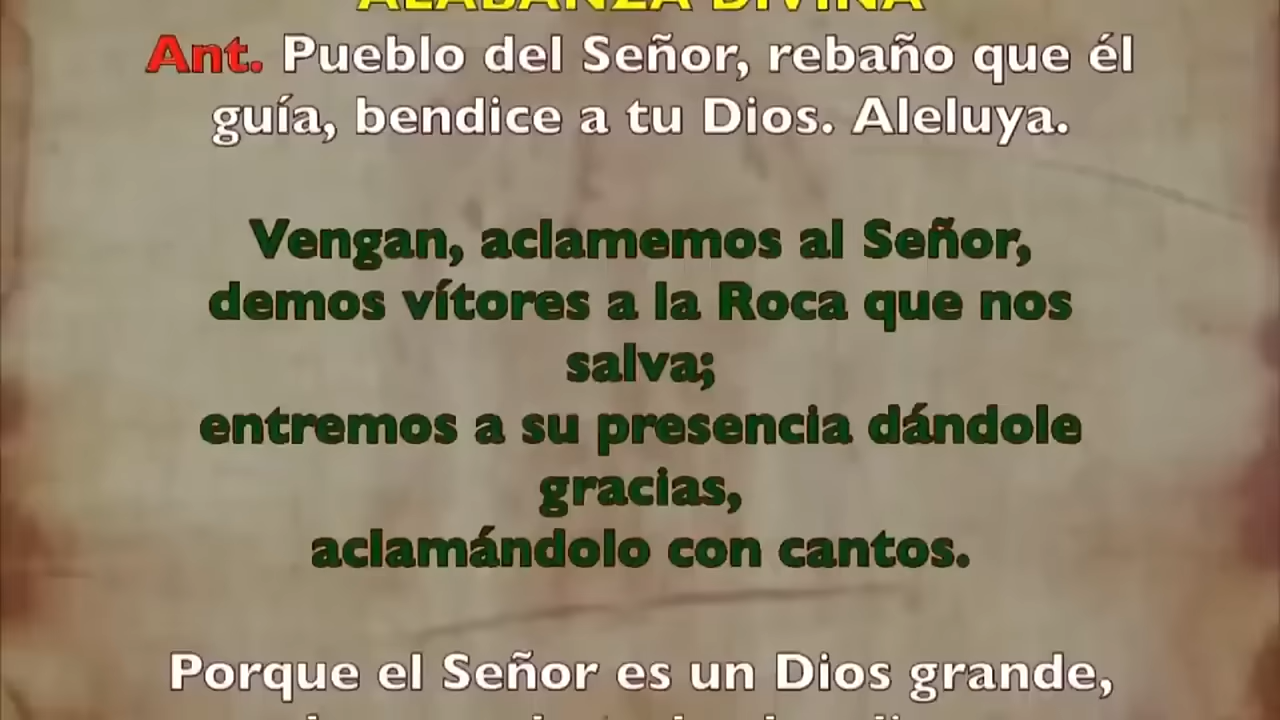 ALABANZA DIVINA
Ant. Pueblo del Señor, rebaño que él
guía, bendice a tu Dios. Aleluya.
Vengan, aclamemos al Señor,
demos vítores a la Roca que nos
salva;
entremos a su presencia dándole
gracias,
aclamándolo con cantos.
Porque el Señor es un Dios grande,